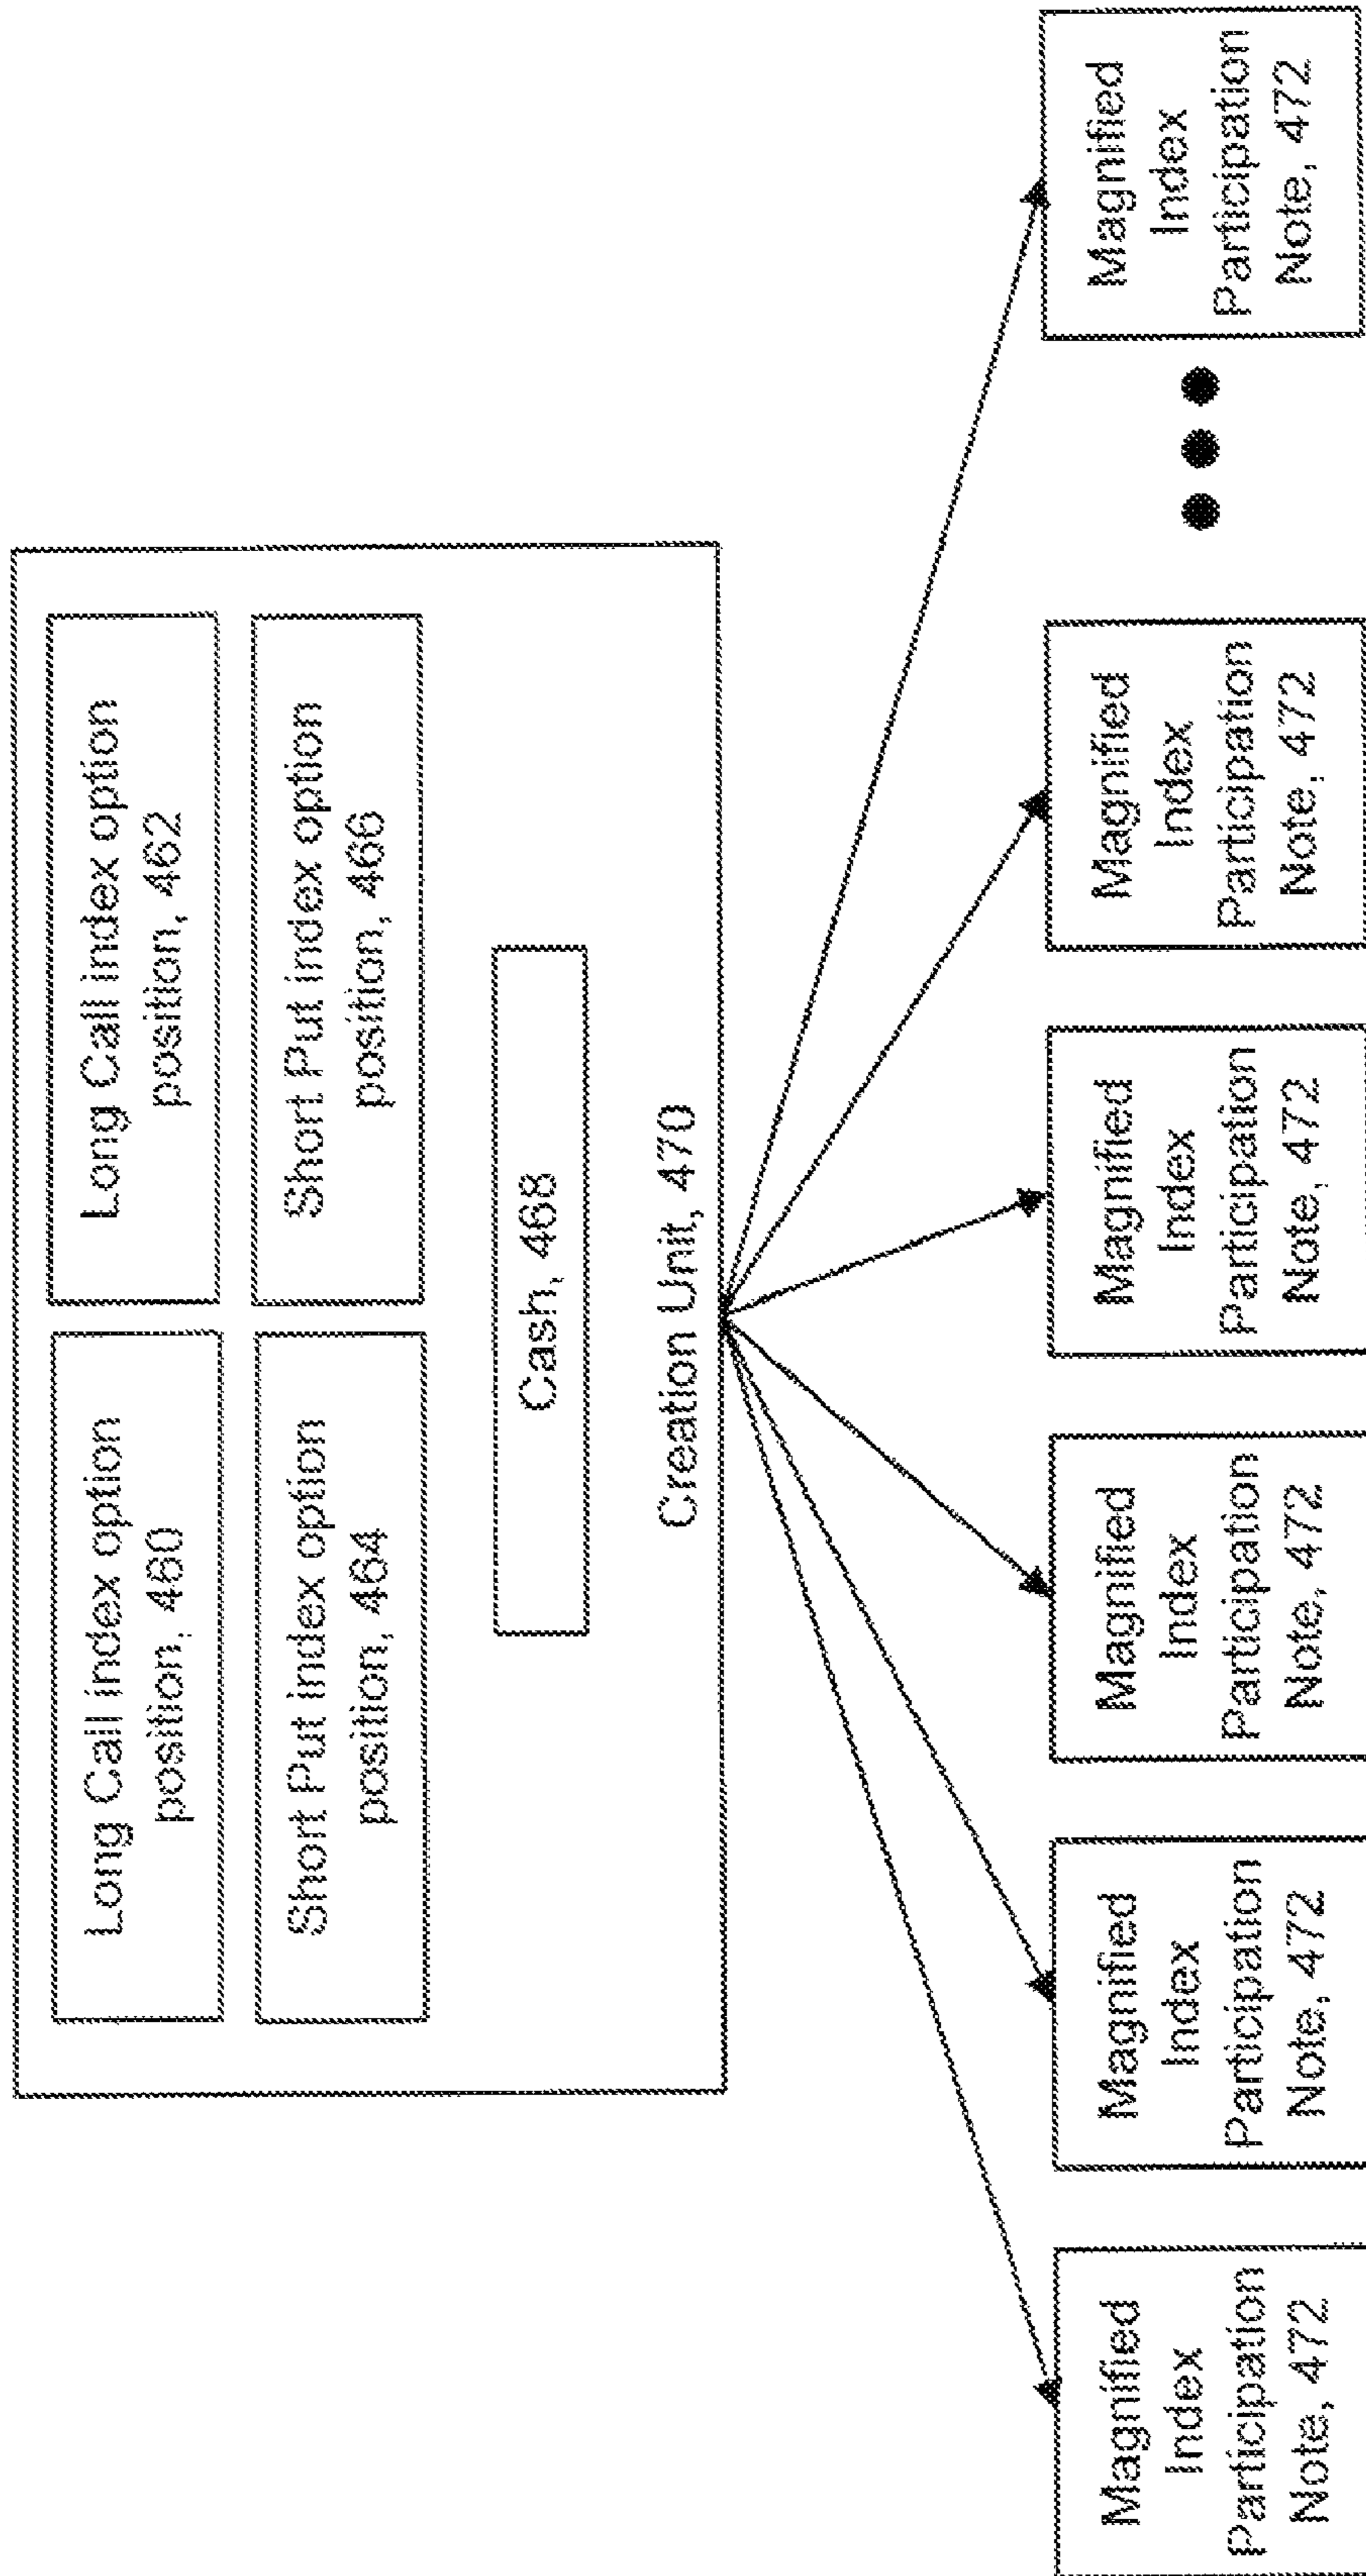 Long Call index option
position, 460
Long Call index option
position, 462
Short Put index option
position, 464
Short Put index option
position, 466
Cash, 468
Creation Unit, 470
Magnified
Index
Participation
Note, 472
Magnified
Index
Participation
Note, 472
Magnified
Index
Participation
Note, 472
Magnified
Index
Participation
Note, 472
Magnified
Index
Participation
Note, 472
Magnified
Index
Participation
Note, 472